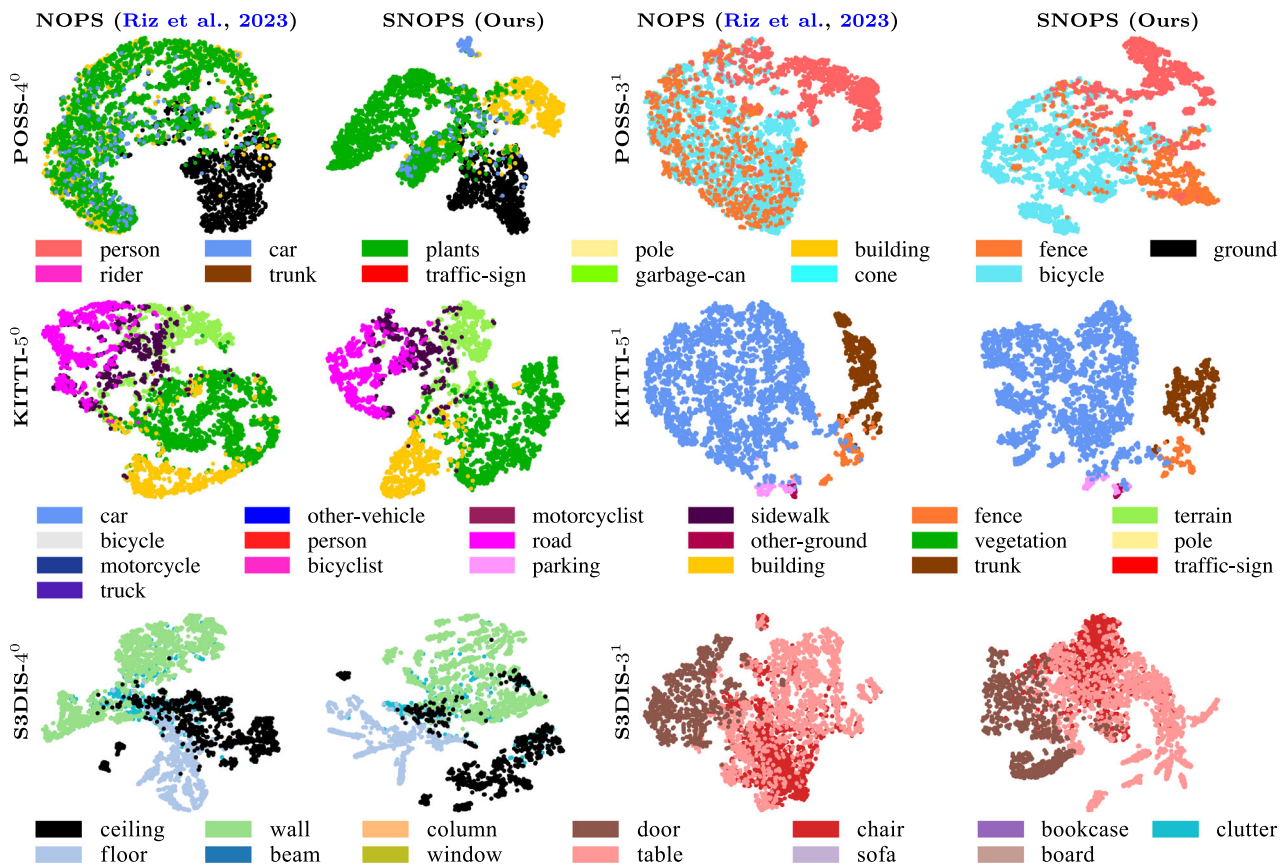 NOPS (Riz et al., 2023) SNOPS (Ours) NOPS (Riz et al., 2023) SNOPS (Ours)
POSS-4⁰ POSS-3¹
person car plants pole building fence ground
rider trunk traffic-sign garbage-can cone bicycle
KITTI-5⁰ KITTI-5¹
car other-vehicle motorcyclist sidewalk fence terrain
bicycle person road other-ground vegetation pole
motorcycle bicyclist parking building trunk traffic-sign
truck
S3DIS-4⁰ S3DIS-3¹
ceiling wall column door chair bookcase clutter
floor beam window table sofa board